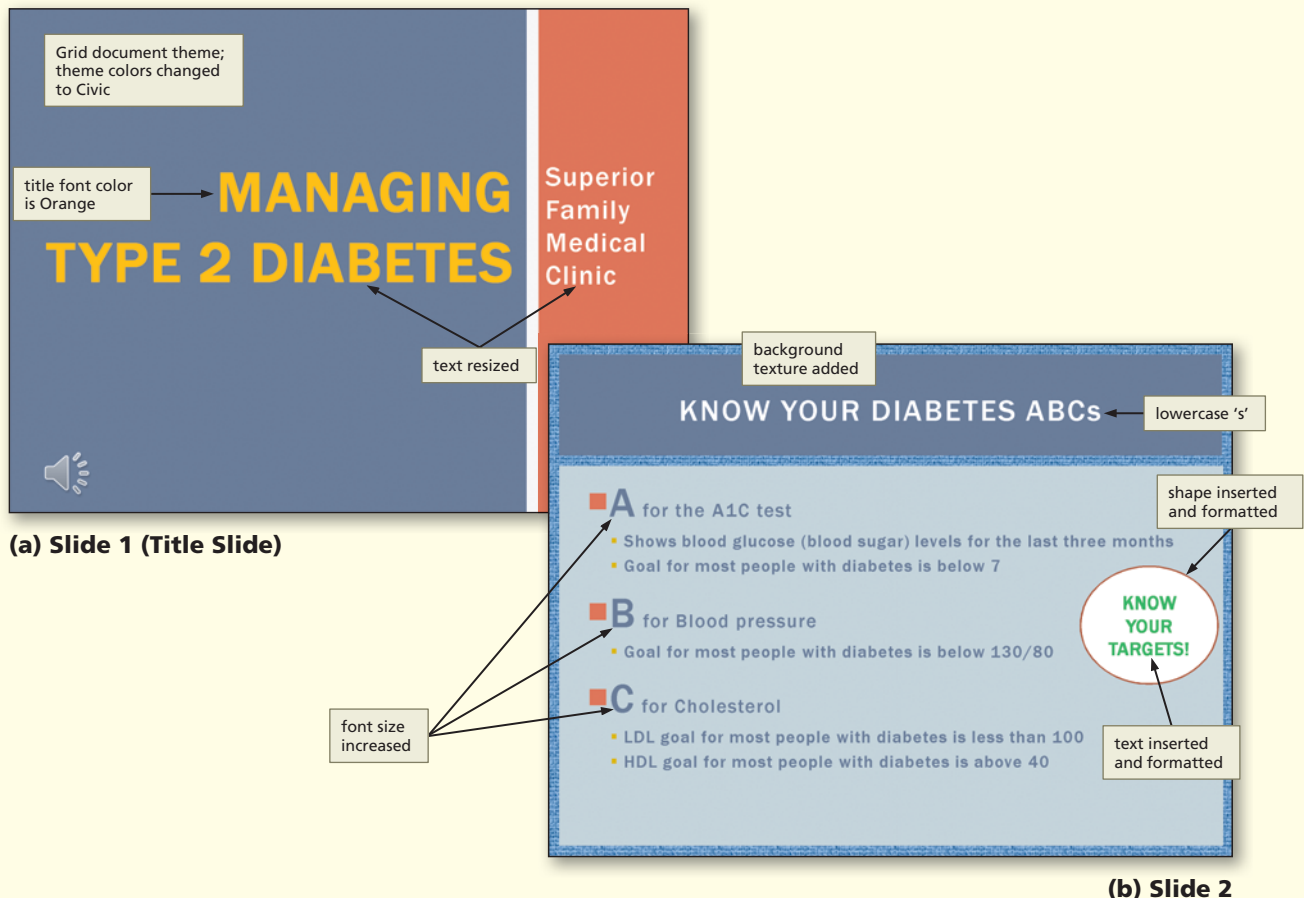 Grid document theme;
theme colors changed
to Civic
title font color
is Orange
MANAGING
TYPE 2 DIABETES
Superior
Family
Medical
Clinic
text resized
(a) Slide 1 (Title Slide)
background
texture added
KNOW YOUR DIABETES ABCs
lowercase ‘s’
shape inserted
and formatted
A for the A1C test
Shows blood glucose (blood sugar) levels for the last three months
Goal for most people with diabetes is below 7
B for Blood pressure
Goal for most people with diabetes is below 130/80
C for Cholesterol
LDL goal for most people with diabetes is less than 100
HDL goal for most people with diabetes is above 40
KNOW
YOUR
TARGETS!
font size
increased
text inserted
and formatted
(b) Slide 2